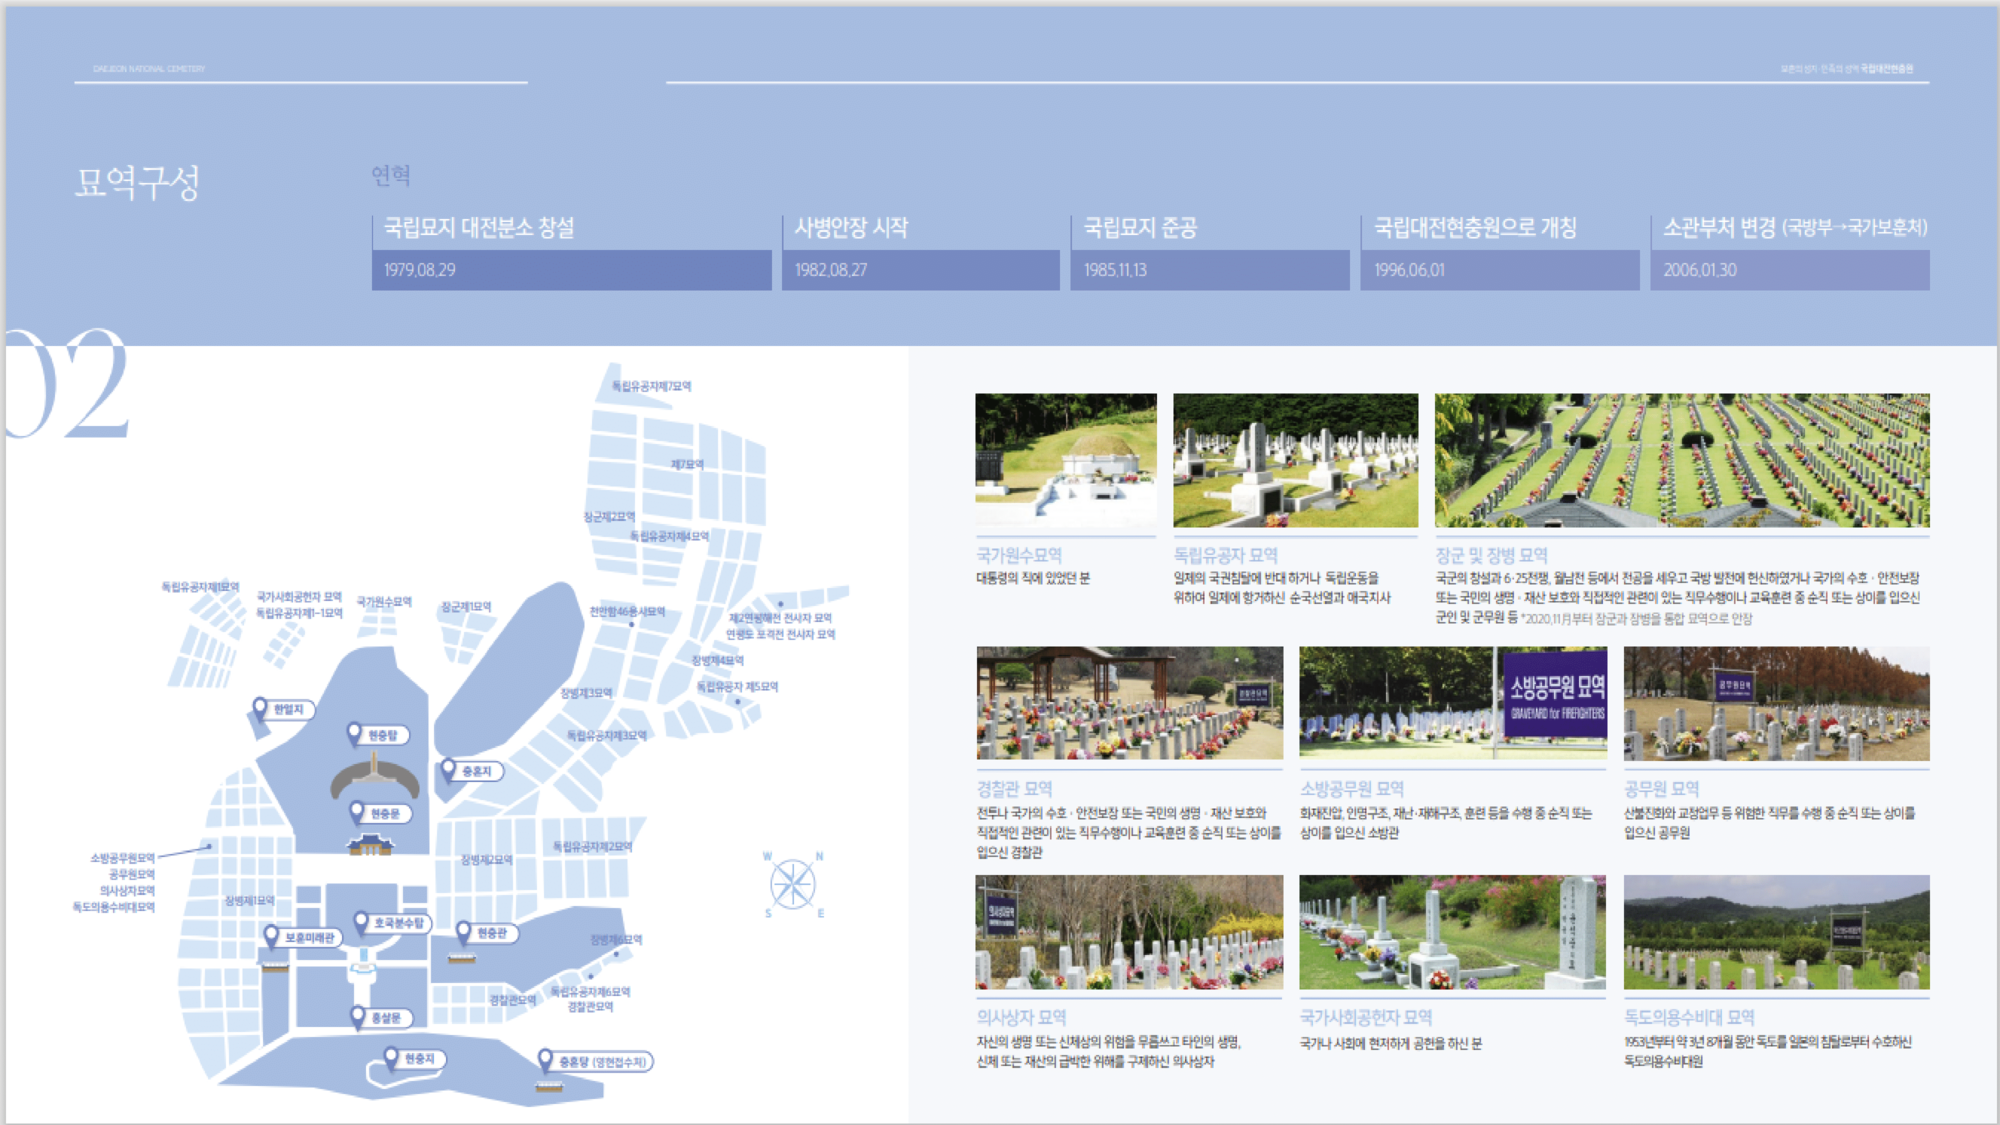 DAEJEON NATIONAL CEMETERY
보훈의 성지·민족의 성역 국립대전현충원
묘역구성
연혁
국립묘지 대전분소 창설
1979.08.29
사병안장 시작
1982.08.27
국립묘지 준공
1985.11.13
국립대전현충원으로 개칭
1996.06.01
소관부처 변경 (국방부→국가보훈처)
2006.01.30
02
독립유공자제7묘역
제7묘역
장군제2묘역
독립유공자제4묘역
독립유공자제1묘역
국가사회공헌자 묘역
독립유공자제1-1묘역
국가원수묘역
장군제1묘역
천안함46용사묘역
제2연평해전 전사자 묘역
연평도 포격전 전사자 묘역
장병제4묘역
독립유공자 제5묘역
장병제3묘역
독립유공자제3묘역
한얼지
현충탑
충혼지
현충문
소방공무원묘역
공무원묘역
의사상자묘역
독도의용수비대묘역
장병제1묘역
장병제2묘역
독립유공자제2묘역
W N
S E
보훈미래관
호국분수탑
현충관
장병제6묘역
경찰관묘역
독립유공자제6묘역
경찰관묘역
홍살문
현충지
충혼당 (영현접수처)
국가원수묘역
대통령의 직에 있었던 분
독립유공자 묘역
일제의 국권침탈에 반대 하거나 독립운동을
위하여 일제에 항거하신 순국선열과 애국지사
장군 및 장병 묘역
국군의 창설과 6·25전쟁, 월남전 등에서 전공을 세우고 국방 발전에 헌신하였거나 국가의 수호·안전보장
또는 국민의 생명·재산 보호와 직접적인 관련이 있는 직무수행이나 교육훈련 중 순직 또는 상이를 입으신
군인 및 군무원 등 *2020.11月부터 장군과 장병을 통합 묘역으로 안장
경찰관묘역
소방공무원 묘역
GRAVEYARD for FIREFIGHTERS
공무원묘역
경찰관 묘역
전투나 국가의 수호·안전보장 또는 국민의 생명·재산 보호와
직접적인 관련이 있는 직무수행이나 교육훈련 중 순직 또는 상이를
입으신 경찰관
소방공무원 묘역
화재진압, 인명구조, 재난·재해구조, 훈련 등을 수행 중 순직 또는
상이를 입으신 소방관
공무원 묘역
산불진화와 교정업무 등 위험한 직무를 수행 중 순직 또는 상이를
입으신 공무원
의사상자묘역
의사상자 묘역
자신의 생명 또는 신체상의 위험을 무릅쓰고 타인의 생명,
신체 또는 재산의 급박한 위해를 구제하신 의사상자
국가사회공헌자 묘역
국가나 사회에 현저하게 공헌을 하신 분
독도의용수비대 묘역
1953년부터 약 3년 8개월 동안 독도를 일본의 침탈로부터 수호하신
독도의용수비대원